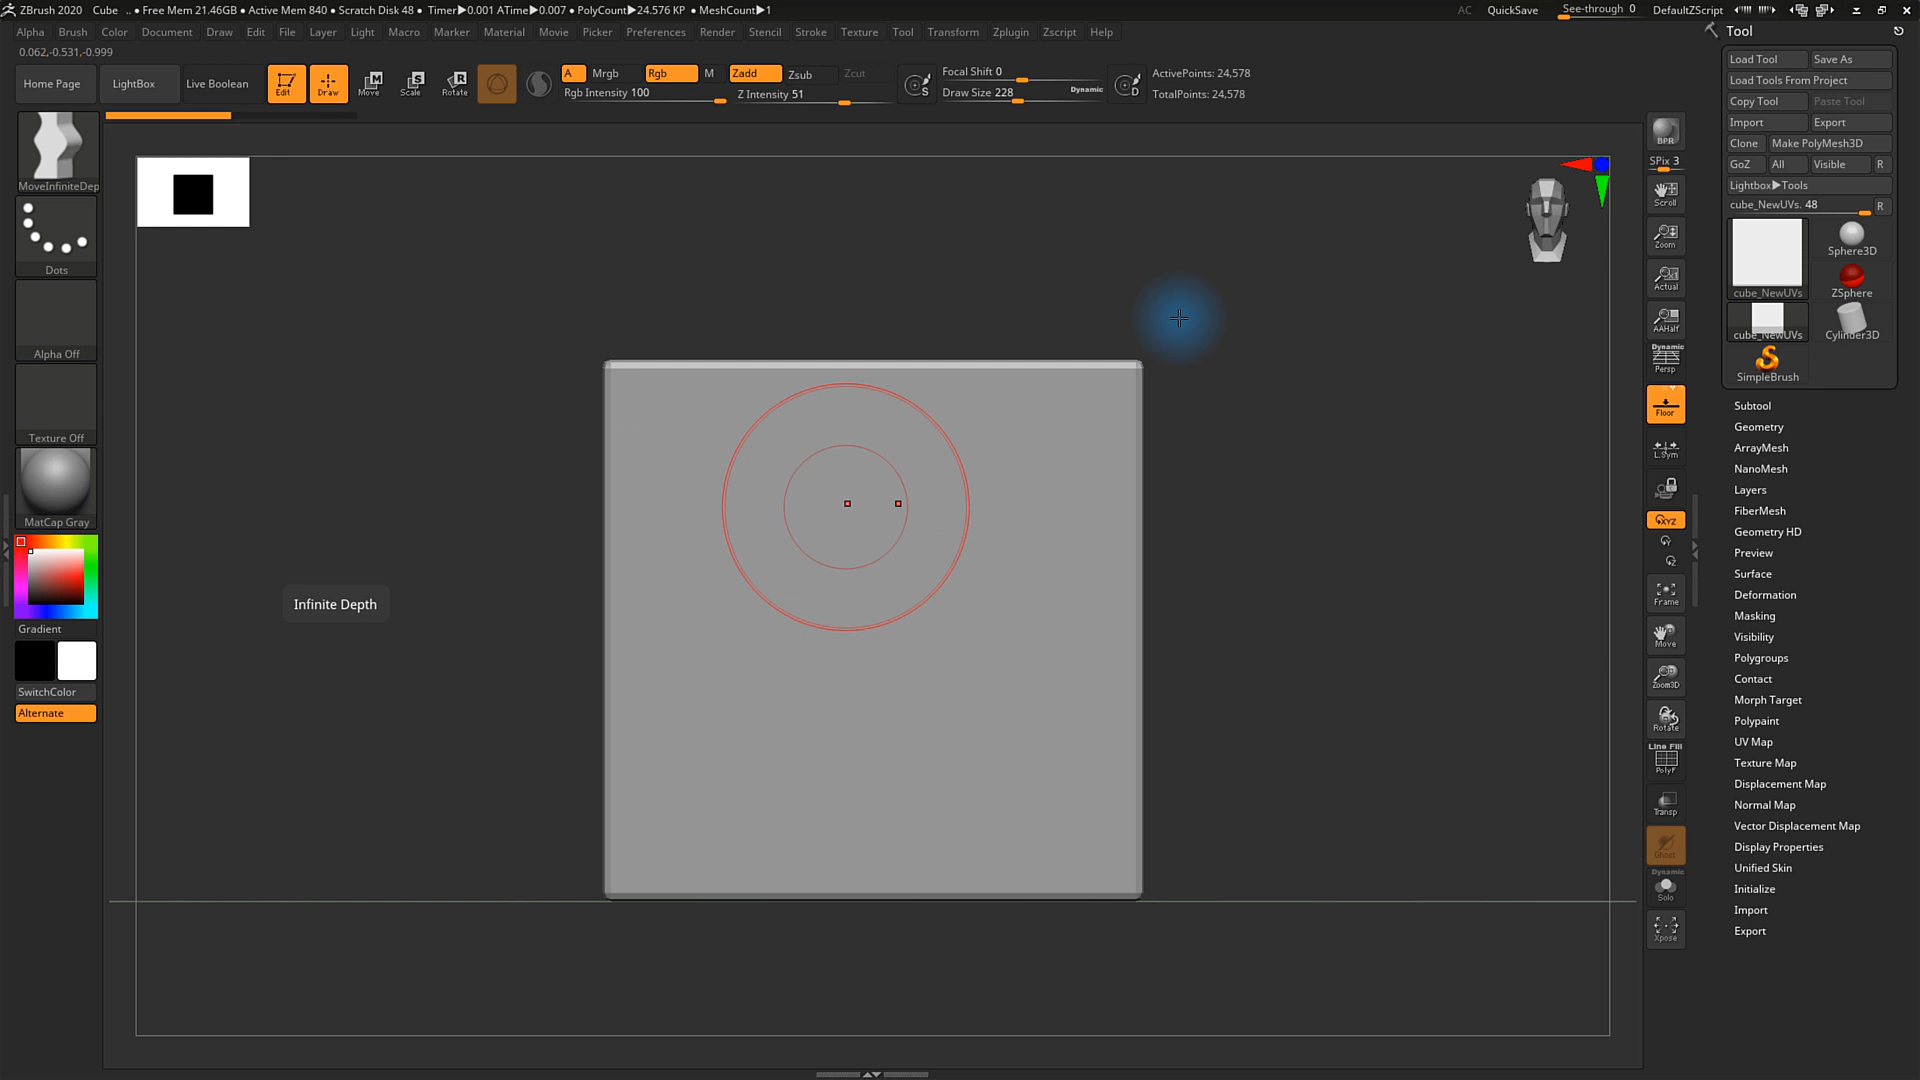 ZBrush 2020 Cube .. • Free Mem 21.46GB • Active Mem 840 • Scratch Disk 48 • Timer▶0.001 ATime▶0.007 • PolyCount▶24.576 KP • MeshCount▶1 AC QuickSave See-through 0 DefaultZScript
Alpha Brush Color Document Draw Edit File Layer Light Macro Marker Material Movie Picker Preferences Render Stencil Stroke Texture Tool Transform Zplugin Zscript Help
0.062,-0.531,-0.999
Home Page LightBox Live Boolean Edit Draw Move Scale Rotate
M S R
A Mrgb Rgb M Zadd Zsub Zcut
Rgb Intensity 100 Z Intensity 51
S Focal Shift 0
Draw Size 228 Dynamic D
ActivePoints: 24,578
TotalPoints: 24,578
MoveInfiniteDep
Dots
Alpha Off
Texture Off
MatCap Gray
Gradient
SwitchColor
Alternate
Infinite Depth
BPR
SPix 3
Scroll
Zoom
Actual
AAHalf
Dynamic
Persp
Floor
L.Sym
XYZ
Y
Z
Frame
Move
Zoom3D
Rotate
Line Fill
PolyF
Transp
Ghost
Dynamic
Solo
Xpose
Tool
Load Tool Save As
Load Tools From Project
Copy Tool Paste Tool
Import Export
Clone Make PolyMesh3D
GoZ All Visible R
Lightbox▶Tools
cube_NewUVs. 48 R
cube_NewUVs Sphere3D
ZSphere
cube_NewUVs Cylinder3D
SimpleBrush
Subtool
Geometry
ArrayMesh
NanoMesh
Layers
FiberMesh
Geometry HD
Preview
Surface
Deformation
Masking
Visibility
Polygroups
Contact
Morph Target
Polypaint
UV Map
Texture Map
Displacement Map
Normal Map
Vector Displacement Map
Display Properties
Unified Skin
Initialize
Import
Export